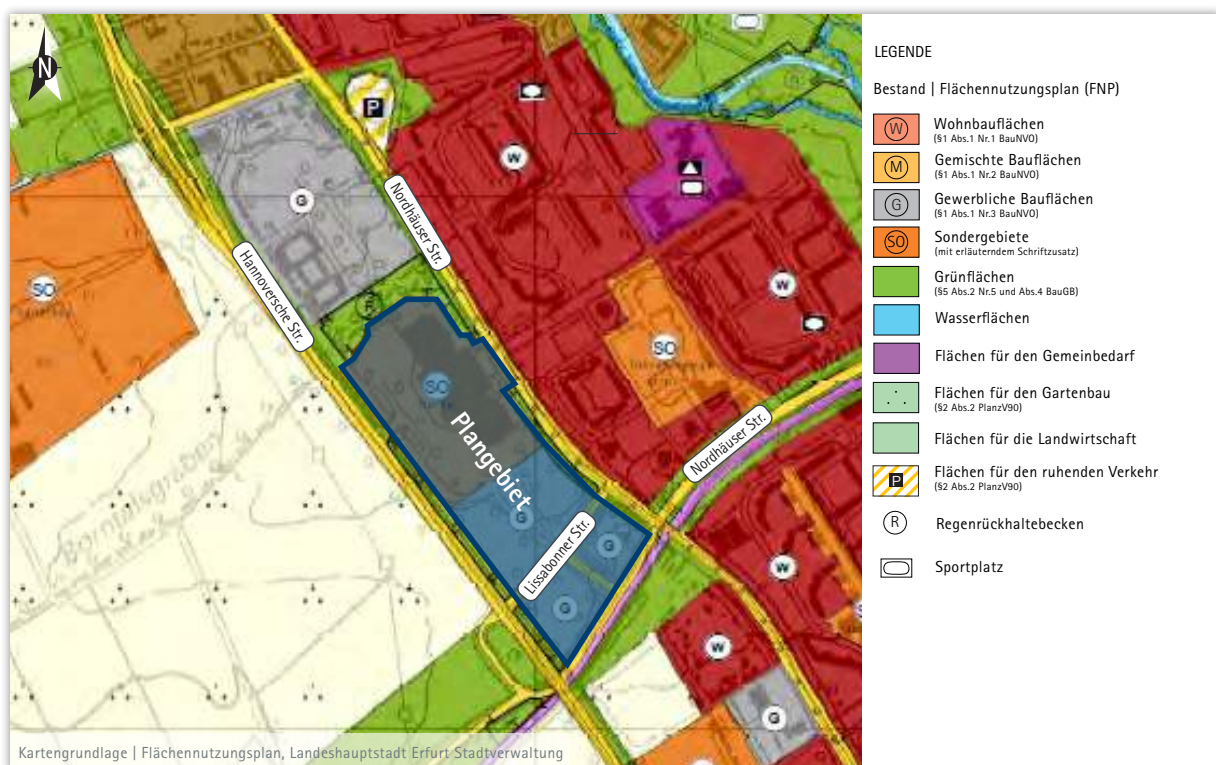 N
P
W
G
Nordhäuser Str.
Hannoversche Str.
SO
W
SO
SO
Plangebiet
Nordhäuser Str.
G
Lissabonner Str.
G
G
W
W
G
Kartengrundlage | Flächennutzungsplan, Landeshauptstadt Erfurt Stadtverwaltung
LEGENDE
Bestand | Flächennutzungsplan (FNP)
W Wohnbauflächen
(§1 Abs.1 Nr.1 BauNVO)
M Gemischte Bauflächen
(§1 Abs.1 Nr.2 BauNVO)
G Gewerbliche Bauflächen
(§1 Abs.1 Nr.3 BauNVO)
SO Sondergebiete
(mit erläuterndem Schriftzusatz)
Grünflächen
(§5 Abs.2 Nr.5 und Abs.4 BauGB)
Wasserflächen
Flächen für den Gemeinbedarf
Flächen für den Gartenbau
(§2 Abs.2 PlanzV90)
Flächen für die Landwirtschaft
P Flächen für den ruhenden Verkehr
(§2 Abs.2 PlanzV90)
R Regenrückhaltebecken
Sportplatz